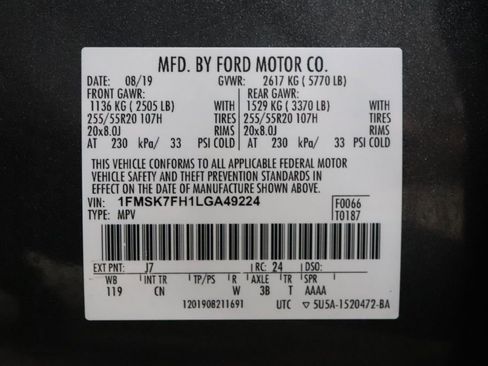 MFD. BY FORD MOTOR CO.
DATE: 08/19 GVWR: 2617 KG ( 5770 LB)
FRONT GAWR: REAR GAWR:
1136 KG ( 2505 LB) WITH 1529 KG ( 3370 LB) WITH
255/55R20 107H TIRES 255/55R20 107H TIRES
20x8.0J RIMS 20x8.0J RIMS
AT 230 kPa/ 33 PSI COLD AT 230 kPa/ 33 PSI COLD
THIS VEHICLE CONFORMS TO ALL APPLICABLE FEDERAL MOTOR
VEHICLE SAFETY AND THEFT PREVENTION STANDARDS IN
EFFECT ON THE DATE OF MANUFACTURE SHOWN ABOVE.
VIN: 1FMSK7FH1LGA49224 F0066
TYPE: MPV T0187
EXT PNT: J7 RC: 24 DSO:
WB INT TR TP/PS R AXLE TR SPR
119 CN W 3B T AAAA
1201908211691 UTC ▽ 5U5A-1520472-BA